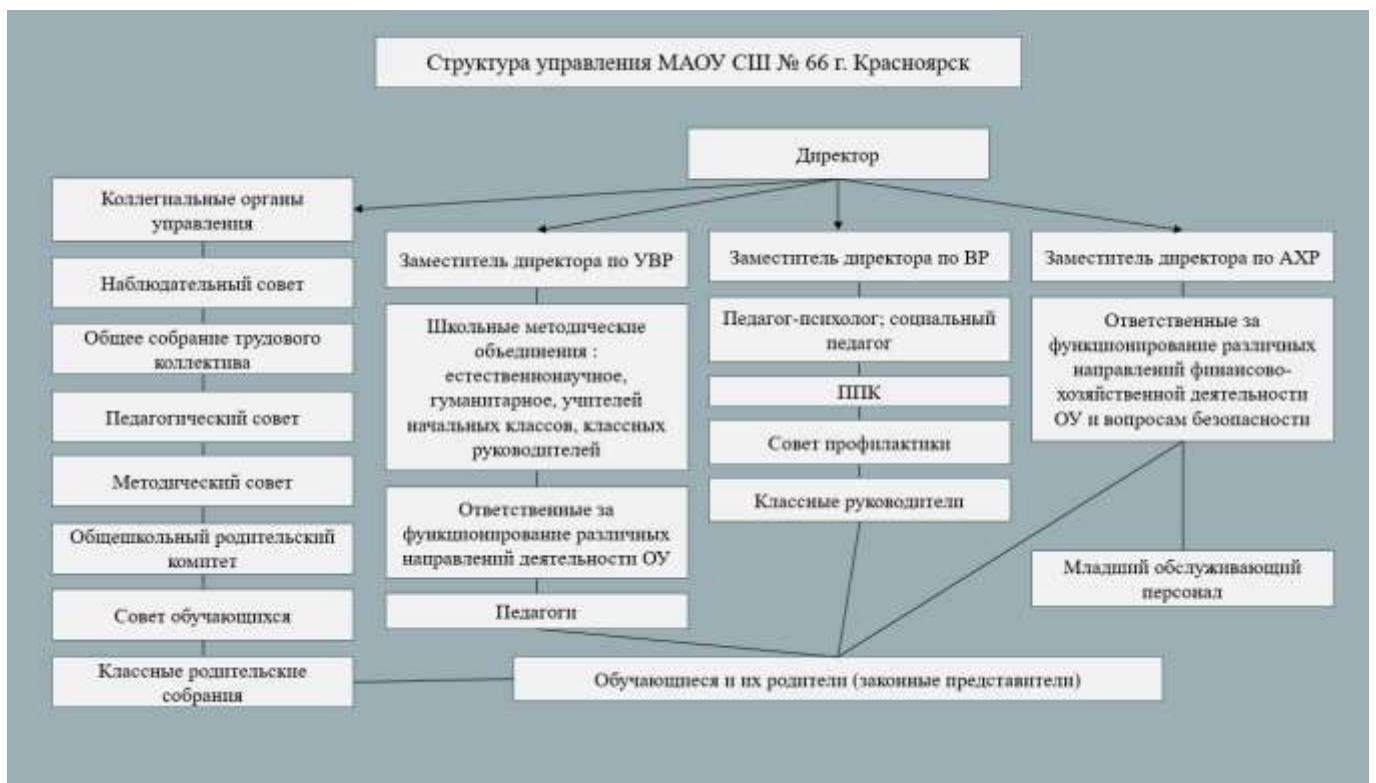 Структура управления МАОУ СШ № 66 г. Красноярск
Директор
Коллегиальные органы
управления
Наблюдательный совет
Общее собрание трудового
коллектива
Педагогический совет
Методический совет
Общешкольный родительский
комитет
Совет обучающихся
Классные родительские
собрания
Заместитель директора по УВР
Школьные методические
объединения :
естественнонаучное,
гуманитарное, учителей
начальных классов, классных
руководителей
Ответственные за
функционирование различных
направлений деятельности ОУ
Педагоги
Заместитель директора по ВР
Педагог-психолог; социальный
педагог
ППК
Совет профилактики
Классные руководители
Заместитель директора по АХР
Ответственные за
функционирование различных
направлений финансово-
хозяйственной деятельности
ОУ и вопросам безопасности
Младший обслуживающий
персонал
Обучающиеся и их родители (законные представители)